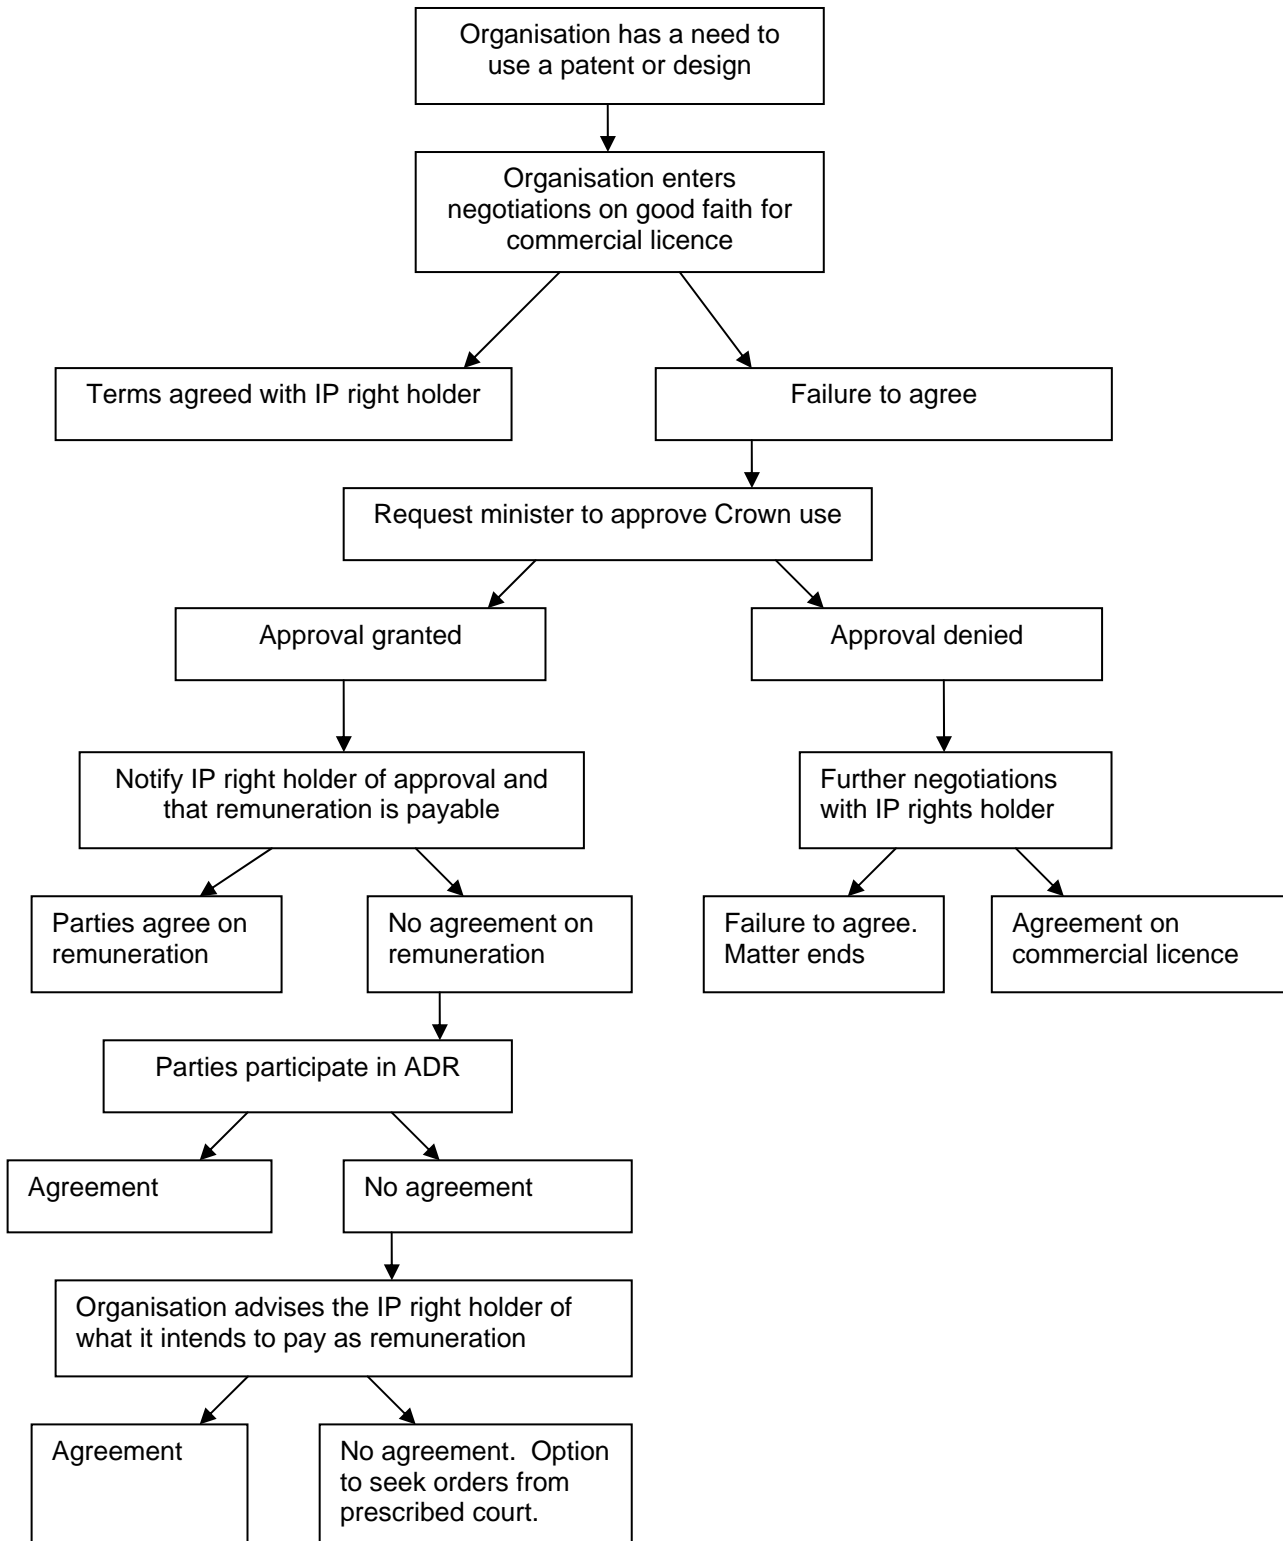 Organisation has a need to
use a patent or design
Organisation enters
negotiations on good faith for
commercial licence
Terms agreed with IP right holder
Failure to agree
Request minister to approve Crown use
Approval granted
Approval denied
Notify IP right holder of approval and
that remuneration is payable
Further negotiations
with IP rights holder
Parties agree on
remuneration
No agreement on
remuneration
Failure to agree.
Matter ends
Agreement on
commercial licence
Parties participate in ADR
Agreement
No agreement
Organisation advises the IP right holder of
what it intends to pay as remuneration
Agreement
No agreement.  Option
to seek orders from
prescribed court.